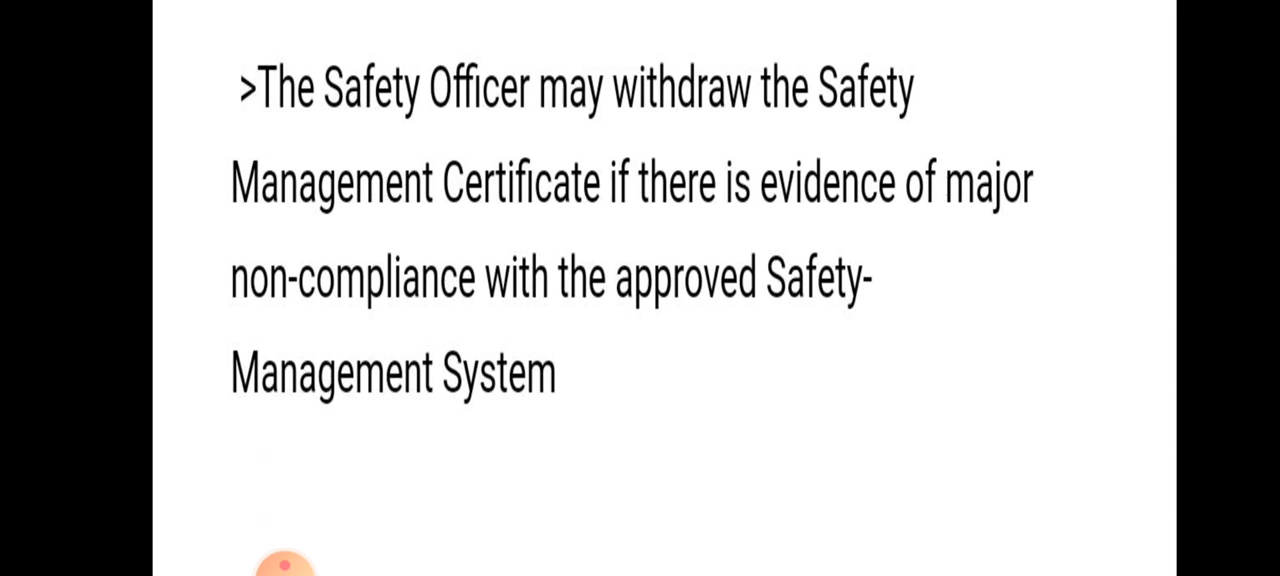 >The Safety Officer may withdraw the Safety
Management Certificate if there is evidence of major
non-compliance with the approved Safety-
Management System